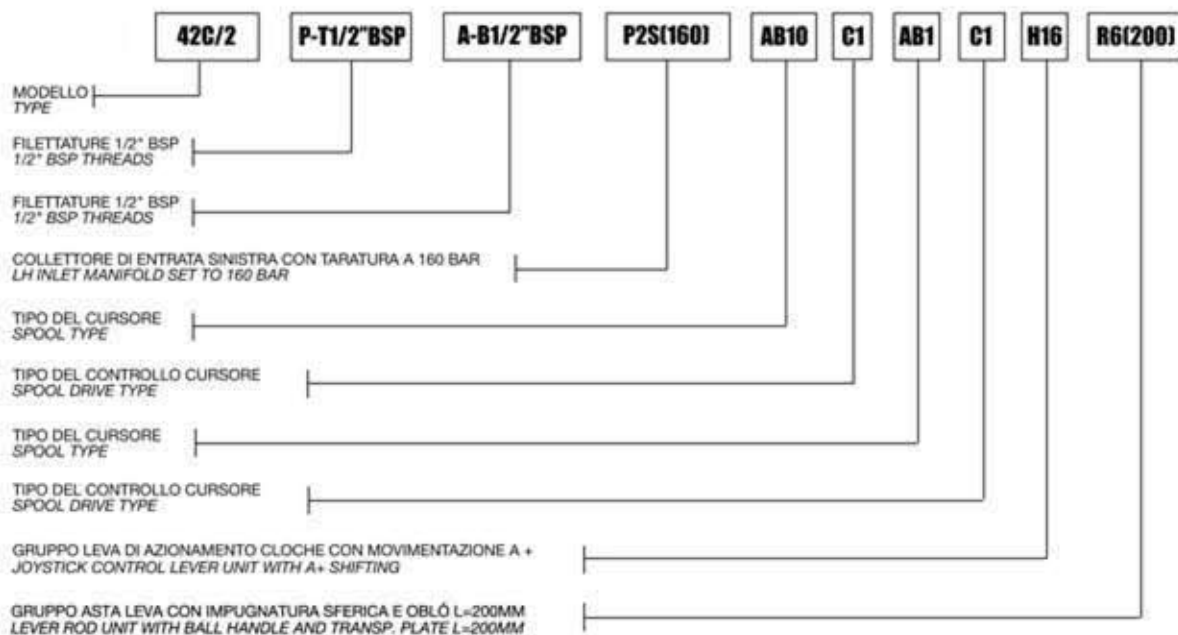 42C/2 P-T1/2"BSP A-B1/2"BSP P2S(160) AB10 C1 AB1 C1 H16 R6(200)
MODELLO
TYPE
FILETTATURE 1/2" BSP
1/2" BSP THREADS
FILETTATURE 1/2" BSP
1/2" BSP THREADS
COLLETTORE DI ENTRATA SINISTRA CON TARATURA A 160 BAR
LH INLET MANIFOLD SET TO 160 BAR
TIPO DEL CURSORE
SPOOL TYPE
TIPO DEL CONTROLLO CURSORE
SPOOL DRIVE TYPE
TIPO DEL CURSORE
SPOOL TYPE
TIPO DEL CONTROLLO CURSORE
SPOOL DRIVE TYPE
GRUPPO LEVA DI AZIONAMENTO CLOCHE CON MOVIMENTAZIONE A +
JOYSTICK CONTROL LEVER UNIT WITH A+ SHIFTING
GRUPPO ASTA LEVA CON IMPUGNATURA SFERICA E OBLÓ L=200MM
LEVER ROD UNIT WITH BALL HANDLE AND TRANSP. PLATE L=200MM